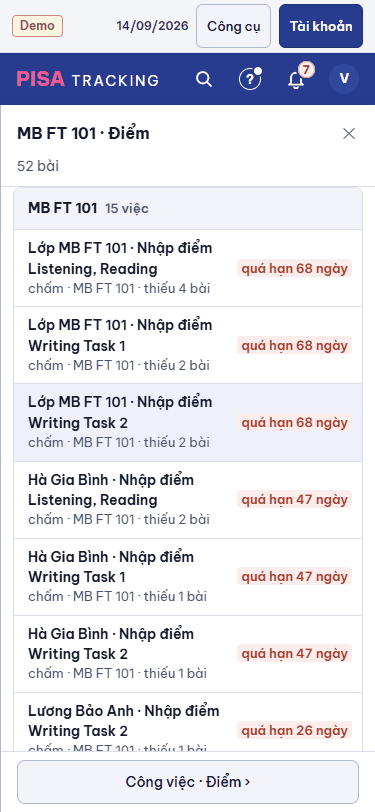 Demo
14/09/2026
Công cụ
Tài khoản
PISA TRACKING
?
7
V
MB FT 101 · Điểm
52 bài
MB FT 101 15 việc
Lớp MB FT 101 · Nhập điểm
Listening, Reading
chấm · MB FT 101 · thiếu 4 bài
quá hạn 68 ngày
Lớp MB FT 101 · Nhập điểm
Writing Task 1
chấm · MB FT 101 · thiếu 2 bài
quá hạn 68 ngày
Lớp MB FT 101 · Nhập điểm
Writing Task 2
chấm · MB FT 101 · thiếu 2 bài
quá hạn 68 ngày
Hà Gia Bình · Nhập điểm
Listening, Reading
chấm · MB FT 101 · thiếu 2 bài
quá hạn 47 ngày
Hà Gia Bình · Nhập điểm
Writing Task 1
chấm · MB FT 101 · thiếu 1 bài
quá hạn 47 ngày
Hà Gia Bình · Nhập điểm
Writing Task 2
chấm · MB FT 101 · thiếu 1 bài
quá hạn 47 ngày
Lương Bảo Anh · Nhập điểm
Writing Task 2
chấm · MB FT 101 · thiếu 1 bài
quá hạn 26 ngày
Công việc · Điểm ›